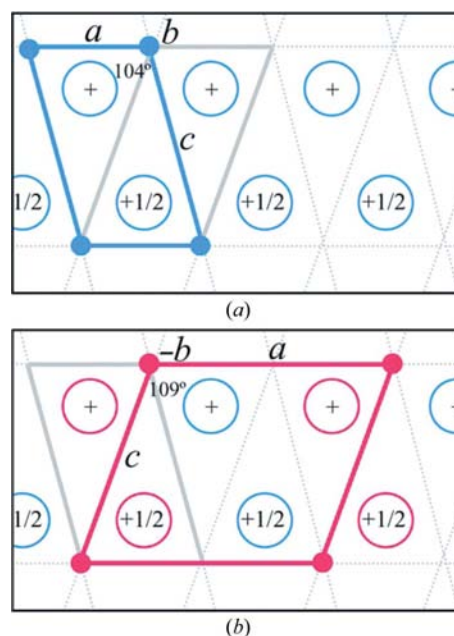 a b
104°
+ + + +
c
1/2 +1/2 +1/2 +1/2
(a)
–b a
109°
+ + + +
c
1/2 +1/2 +1/2 +1/2
(b)